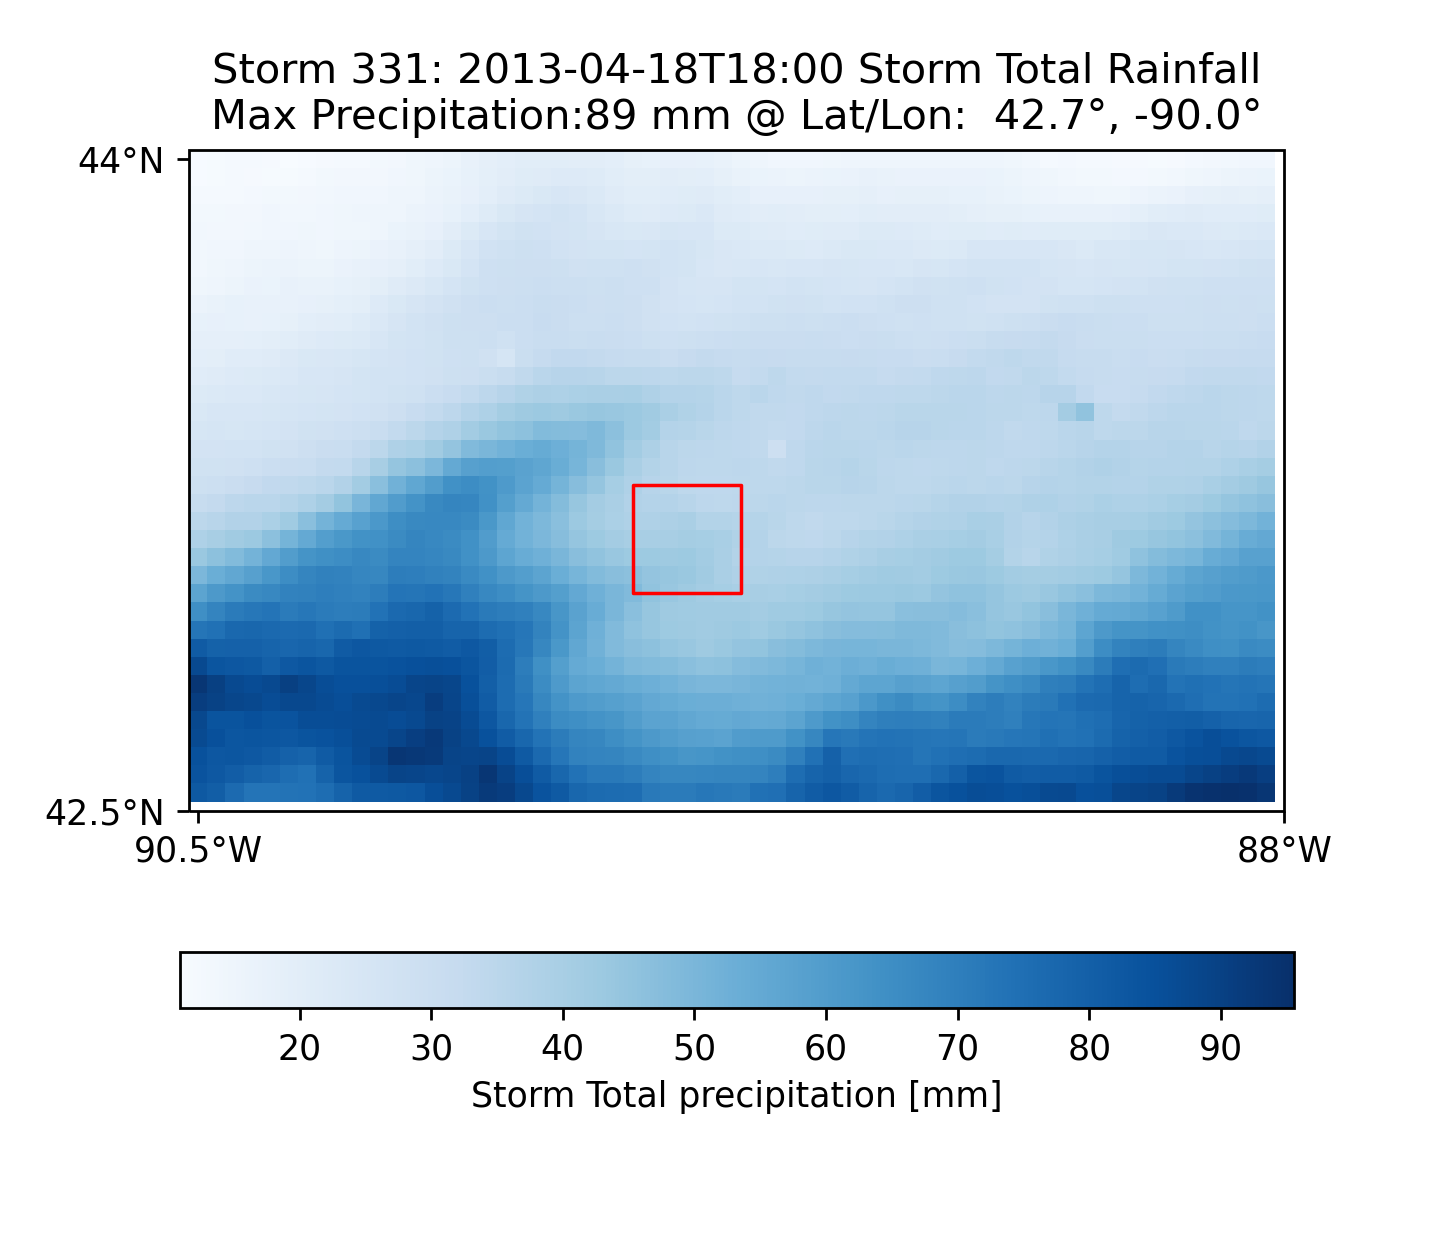 Storm 331: 2013-04-18T18:00 Storm Total Rainfall
Max Precipitation:89 mm @ Lat/Lon:  42.7°, -90.0°
44°N
42.5°N
90.5°W 88°W
20 30 40 50 60 70 80 90
Storm Total precipitation [mm]